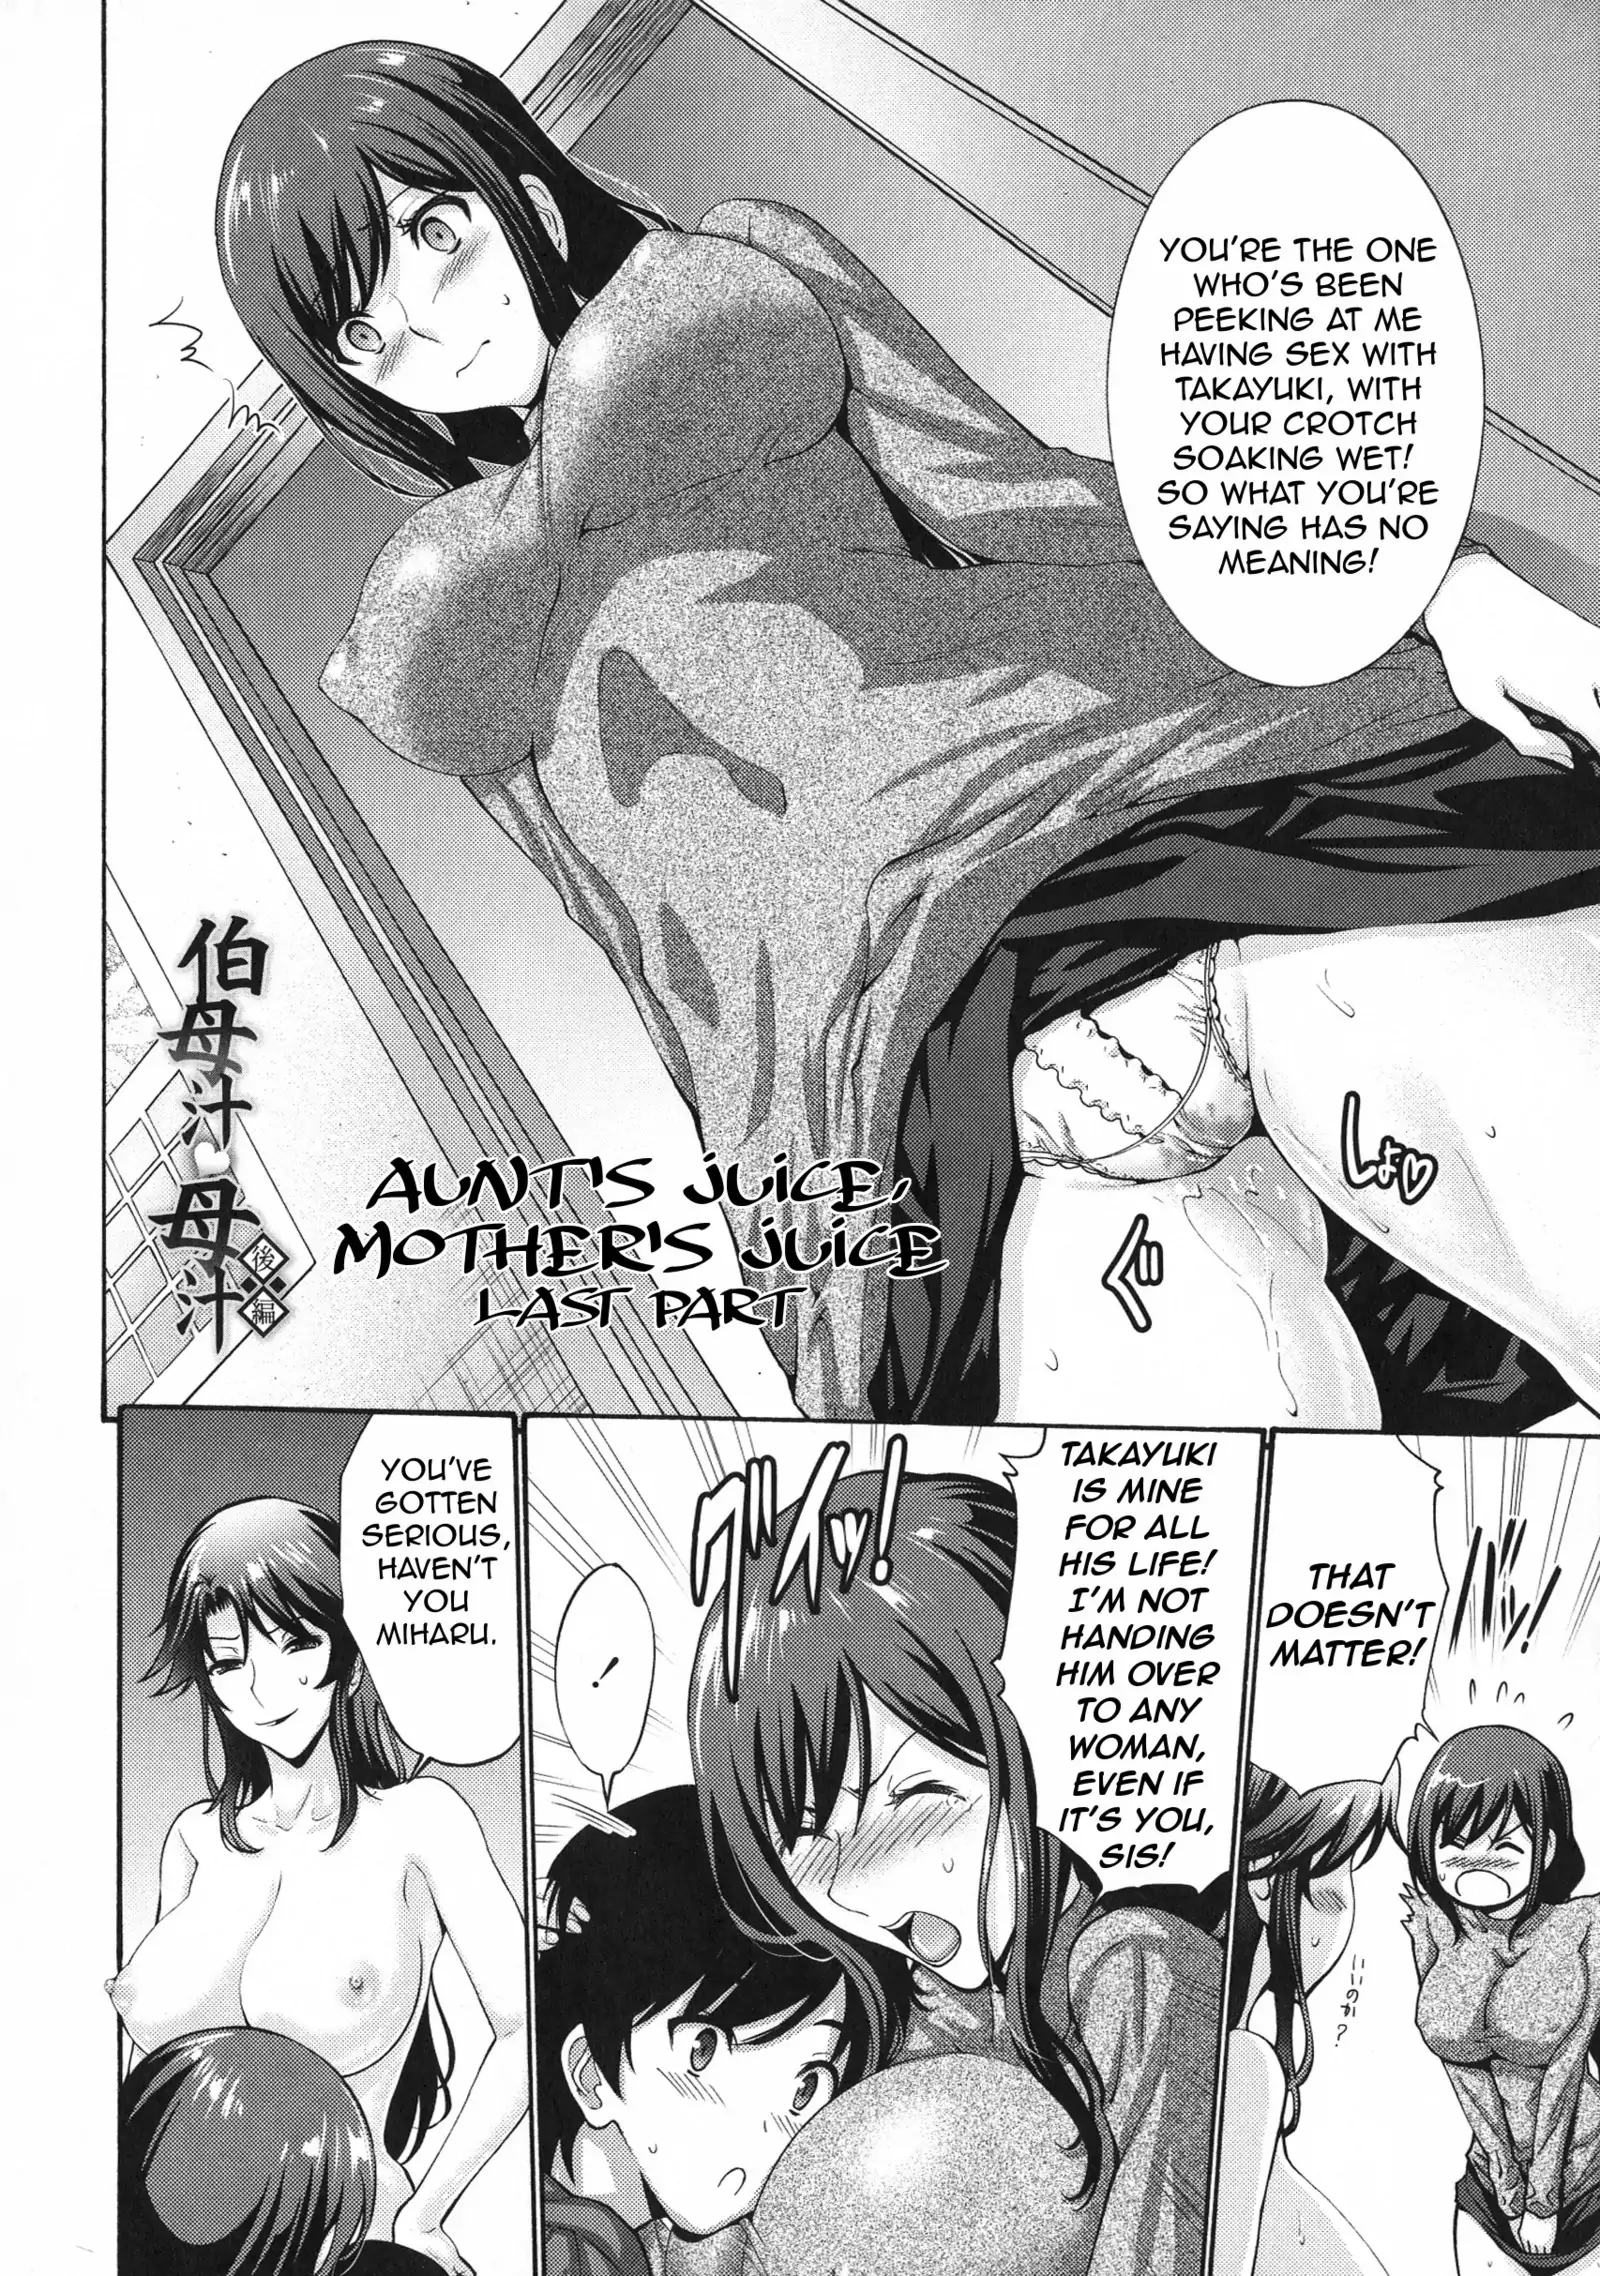 YOU'RE THE ONE
WHO'S BEEN
PEEKING AT ME
HAVING SEX WITH
TAKAYUKI, WITH
YOUR CROTCH
SOAKING WET!
SO WHAT YOU'RE
SAYING HAS NO
MEANING!
伯母汁♥母汁
後編
AUNT'S JUICE,
MOTHER'S JUICE
LAST PART
しょ♡
グ゛
THAT
DOESN'T
MATTER!
いいのか?
TAKAYUKI
IS MINE
FOR ALL
HIS LIFE!
I'M NOT
HANDING
HIM OVER
TO ANY
WOMAN,
EVEN IF
IT'S YOU,
SIS!
グイッ!
!
YOU'VE
GOTTEN
SERIOUS,
HAVEN'T
YOU
MIHARU.